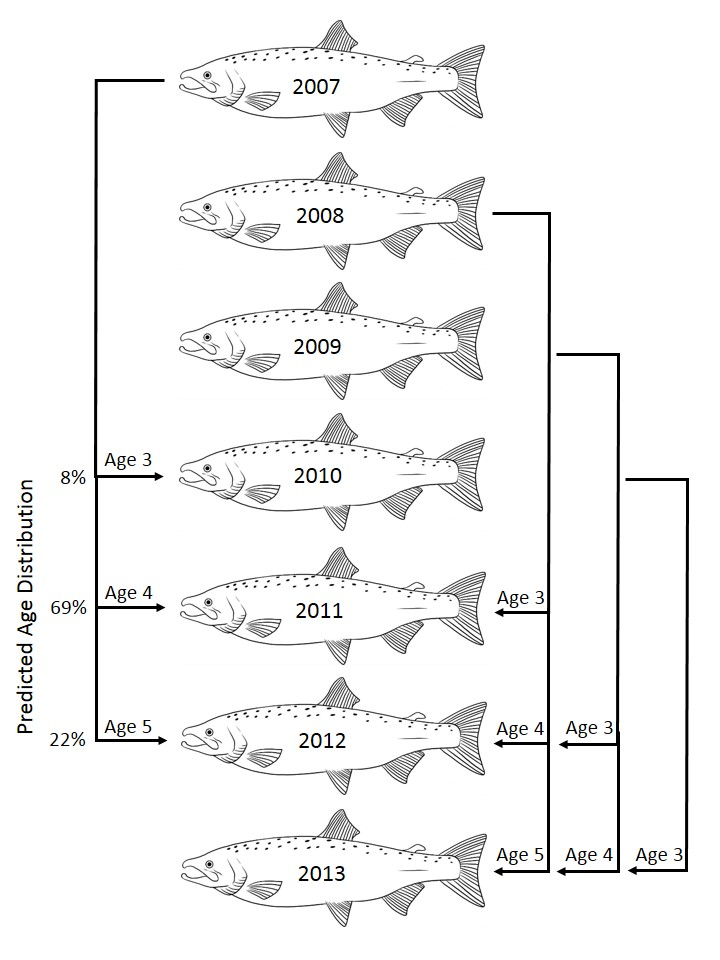 2007
2008
2009
Predicted Age Distribution
8%
Age 3
2010
69%
Age 4
2011
Age 3
22%
Age 5
2012
Age 4
Age 3
2013
Age 5
Age 4
Age 3